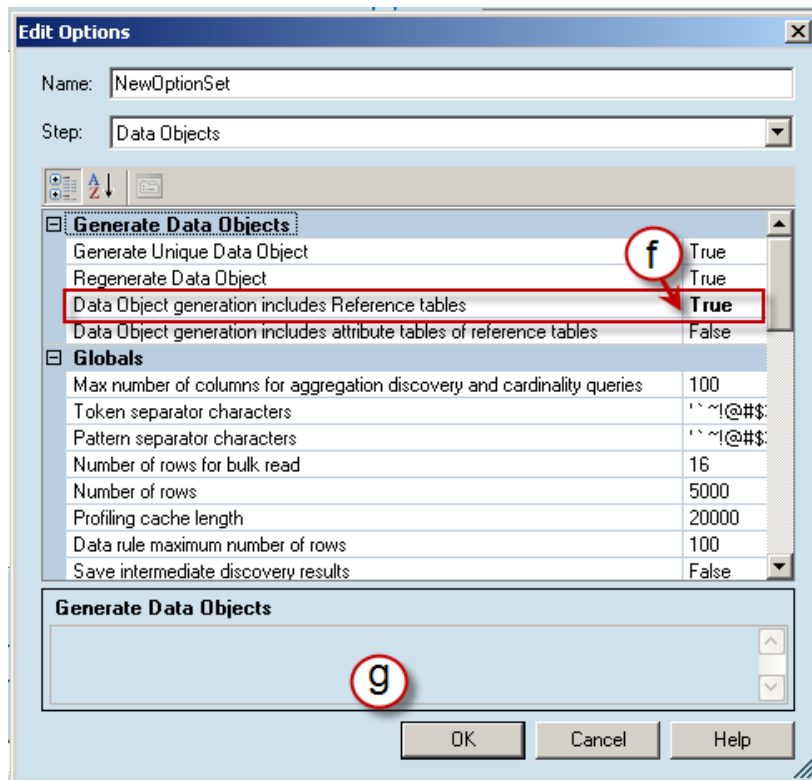 Edit Options
Name: NewOptionSet
Step: Data Objects
Generate Data Objects
Generate Unique Data Object True
Regenerate Data Object True
Data Object generation includes Reference tables True
Data Object generation includes attribute tables of reference tables False
f
Globals
Max number of columns for aggregation discovery and cardinality queries 100
Token separator characters '`~!@#$
Pattern separator characters '`~!@#$
Number of rows for bulk read 16
Number of rows 5000
Profiling cache length 20000
Data rule maximum number of rows 100
Save intermediate discovery results False
Generate Data Objects
g
OK Cancel Help